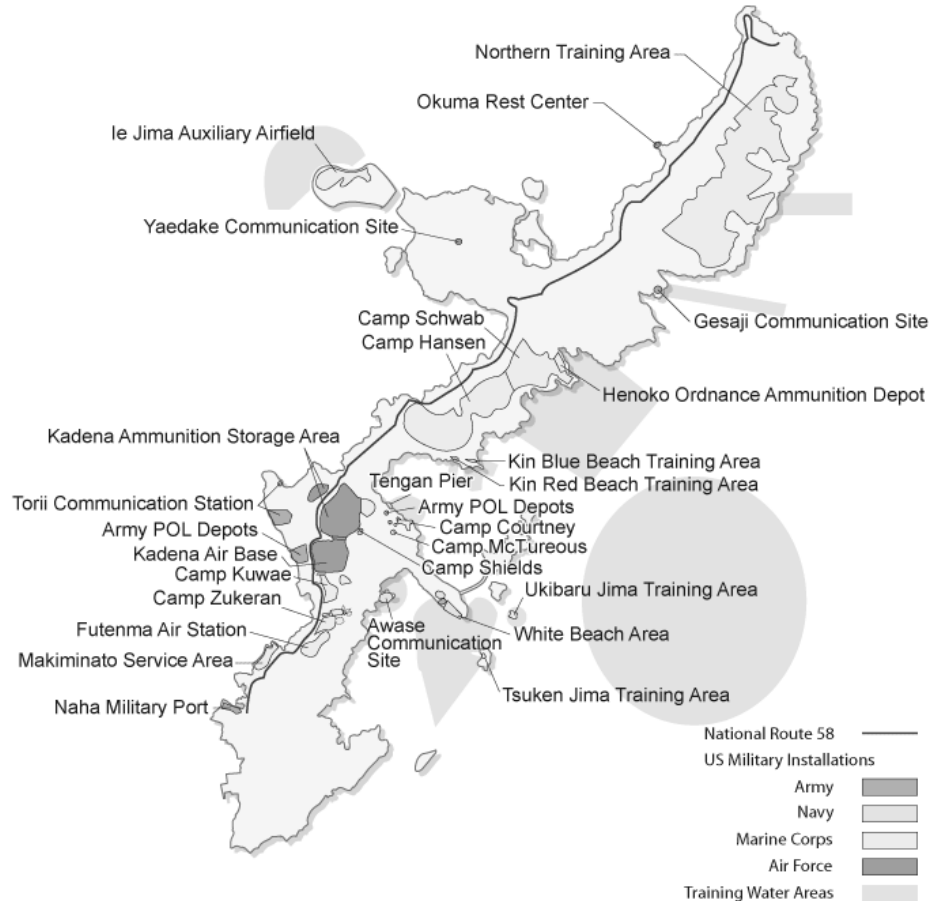 Northern Training Area
Okuma Rest Center
Ie Jima Auxiliary Airfield
Yaedake Communication Site
Gesaji Communication Site
Camp Schwab
Camp Hansen
Henoko Ordnance Ammunition Depot
Kadena Ammunition Storage Area
Kin Blue Beach Training Area
Kin Red Beach Training Area
Tengan Pier
Torii Communication Station
Army POL Depots
Army POL Depots
Camp Courtney
Kadena Air Base
Camp McTureous
Camp Shields
Camp Kuwae
Ukibaru Jima Training Area
Camp Zukeran
Futenma Air Station
Awase
Communication
Site
White Beach Area
Makiminato Service Area
Tsuken Jima Training Area
Naha Military Port
National Route 58
US Military Installations
Army
Navy
Marine Corps
Air Force
Training Water Areas